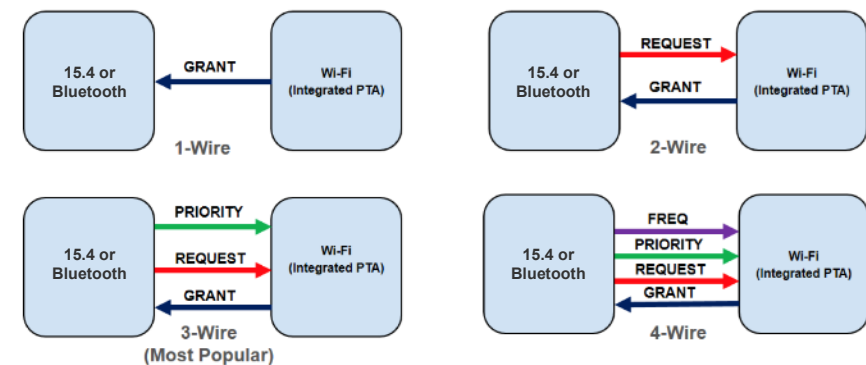 15.4 or
Bluetooth
GRANT
Wi-Fi
(Integrated PTA)
1-Wire
15.4 or
Bluetooth
REQUEST
GRANT
Wi-Fi
(Integrated PTA)
2-Wire
15.4 or
Bluetooth
PRIORITY
REQUEST
GRANT
Wi-Fi
(Integrated PTA)
3-Wire
(Most Popular)
15.4 or
Bluetooth
FREQ
PRIORITY
REQUEST
GRANT
Wi-Fi
(Integrated PTA)
4-Wire